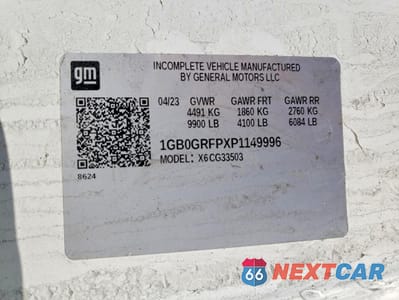 gm
INCOMPLETE VEHICLE MANUFACTURED
BY GENERAL MOTORS LLC
04/23 GVWR GAWR FRT GAWR RR
4491 KG 1860 KG 2760 KG
9900 LB 4100 LB 6084 LB
1GB0GRFPXP1149996
MODEL: X6CG33503
8624
66 NEXTCAR